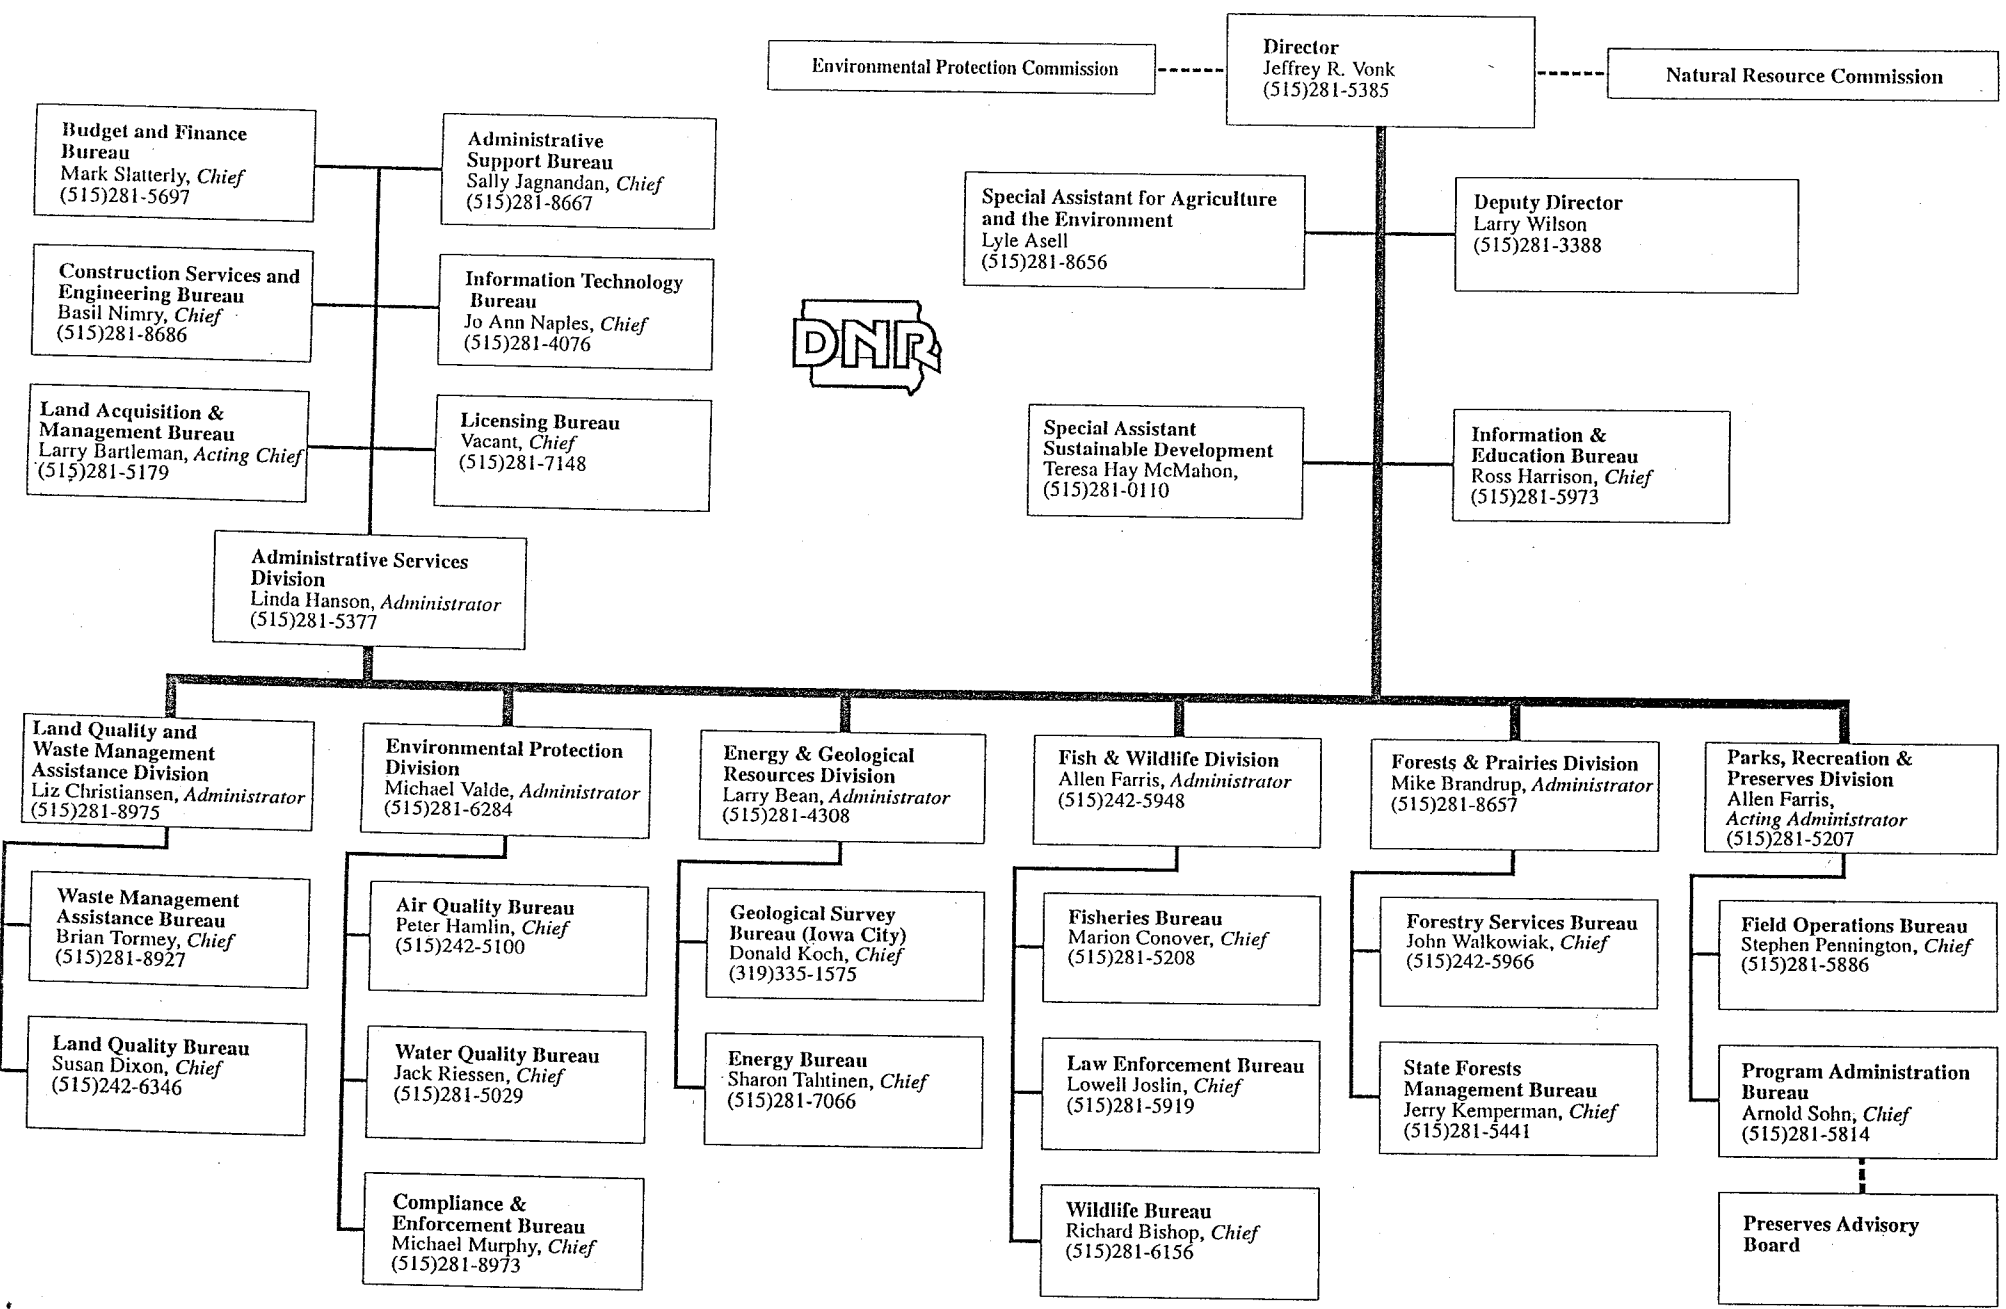 Environmental Protection Commission
Director
Jeffrey R. Vonk
(515)281-5385
Natural Resource Commission
Budget and Finance
Bureau
Mark Slatterly, Chief
(515)281-5697
Administrative
Support Bureau
Sally Jagnandan, Chief
(515)281-8667
Special Assistant for Agriculture
and the Environment
Lyle Asell
(515)281-8656
Deputy Director
Larry Wilson
(515)281-3388
Construction Services and
Engineering Bureau
Basil Nimry, Chief
(515)281-8686
Information Technology
Bureau
Jo Ann Naples, Chief
(515)281-4076
DNR
Land Acquisition &
Management Bureau
Larry Bartleman, Acting Chief
(515)281-5179
Licensing Bureau
Vacant, Chief
(515)281-7148
Special Assistant
Sustainable Development
Teresa Hay McMahon,
(515)281-0110
Information &
Education Bureau
Ross Harrison, Chief
(515)281-5973
Administrative Services
Division
Linda Hanson, Administrator
(515)281-5377
Land Quality and
Waste Management
Assistance Division
Liz Christiansen, Administrator
(515)281-8975
Environmental Protection
Division
Michael Valde, Administrator
(515)281-6284
Energy & Geological
Resources Division
Larry Bean, Administrator
(515)281-4308
Fish & Wildlife Division
Allen Farris, Administrator
(515)242-5948
Forests & Prairies Division
Mike Brandrup, Administrator
(515)281-8657
Parks, Recreation &
Preserves Division
Allen Farris,
Acting Administrator
(515)281-5207
Waste Management
Assistance Bureau
Brian Tormey, Chief
(515)281-8927
Air Quality Bureau
Peter Hamlin, Chief
(515)242-5100
Geological Survey
Bureau (Iowa City)
Donald Koch, Chief
(319)335-1575
Fisheries Bureau
Marion Conover, Chief
(515)281-5208
Forestry Services Bureau
John Walkowiak, Chief
(515)242-5966
Field Operations Bureau
Stephen Pennington, Chief
(515)281-5886
Land Quality Bureau
Susan Dixon, Chief
(515)242-6346
Water Quality Bureau
Jack Riessen, Chief
(515)281-5029
Energy Bureau
Sharon Tahtinen, Chief
(515)281-7066
Law Enforcement Bureau
Lowell Joslin, Chief
(515)281-5919
State Forests
Management Bureau
Jerry Kemperman, Chief
(515)281-5441
Program Administration
Bureau
Arnold Sohn, Chief
(515)281-5814
Compliance &
Enforcement Bureau
Michael Murphy, Chief
(515)281-8973
Wildlife Bureau
Richard Bishop, Chief
(515)281-6156
Preserves Advisory
Board